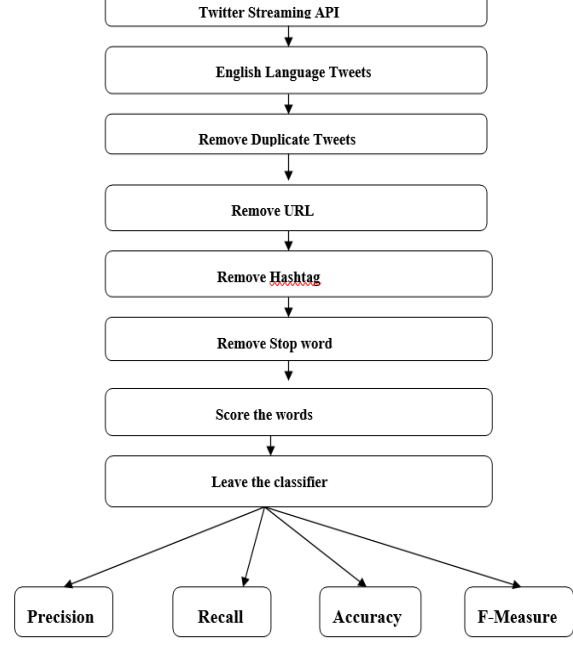 Twitter Streaming API
English Language Tweets
Remove Duplicate Tweets
Remove URL
Remove Hashtag
Remove Stop word
Score the words
Leave the classifier
Precision
Recall
Accuracy
F-Measure